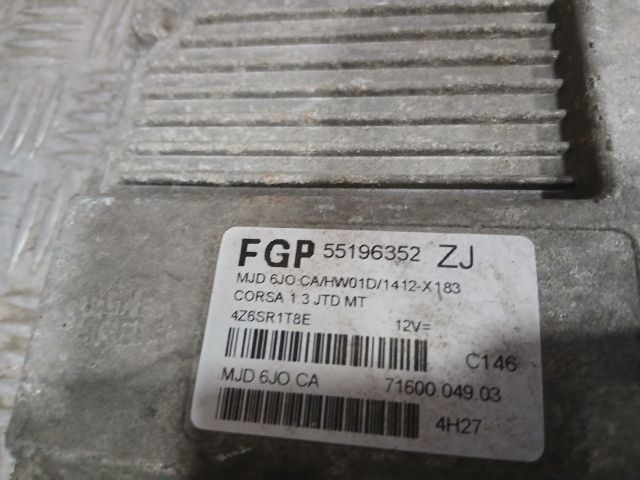 FGP 55196352 ZJ
MJD 6JO.CA/HW01D/1412-X183
CORSA 1.3 JTD MT
4Z6SR1T8E 12V=
C146
MJD 6JO.CA 71600.049.03
4H27